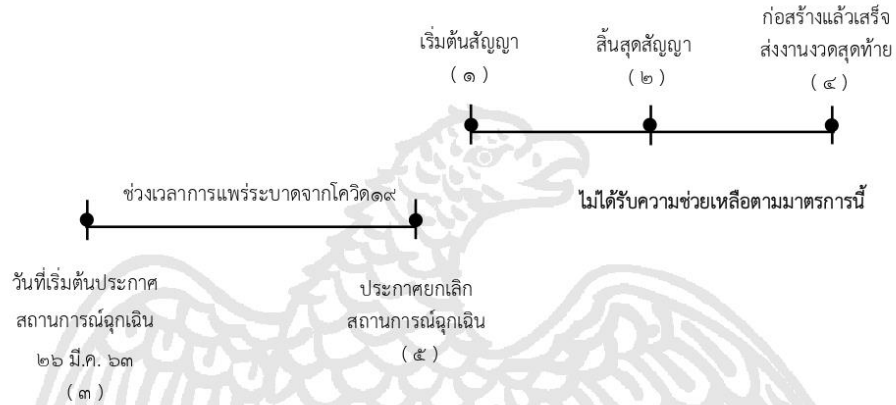 เริ่มต้นสัญญา
( ๑ )
สิ้นสุดสัญญา
( ๒ )
ก่อสร้างแล้วเสร็จ
ส่งงานงวดสุดท้าย
( ๔ )
ช่วงเวลาการแพร่ระบาดจากโควิด๑๙
ไม่ได้รับความช่วยเหลือตามมาตรการนี้
วันที่เริ่มต้นประกาศ
สถานการณ์ฉุกเฉิน
๒๖ มี.ค. ๖๓
( ๓ )
ประกาศยกเลิก
สถานการณ์ฉุกเฉิน
( ๕ )